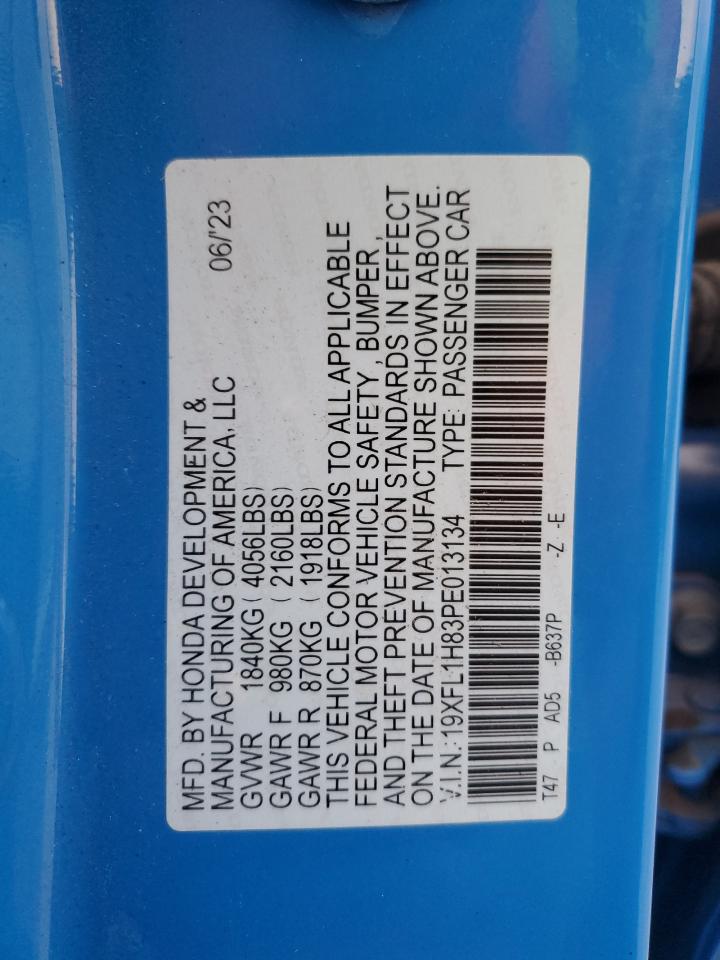 MFD. BY HONDA DEVELOPMENT &
MANUFACTURING OF AMERICA, LLC 06/'23
GVWR 1840KG ( 4056LBS)
GAWR F 980KG ( 2160LBS)
GAWR R 870KG ( 1918LBS)
THIS VEHICLE CONFORMS TO ALL APPLICABLE
FEDERAL MOTOR VEHICLE SAFETY , BUMPER ,
AND THEFT PREVENTION STANDARDS IN EFFECT
ON THE DATE OF MANUFACTURE SHOWN ABOVE.
V.I.N.: 19XFL1H83PE013134 TYPE: PASSENGER CAR
T47 P AD5 -B637P -Z -E